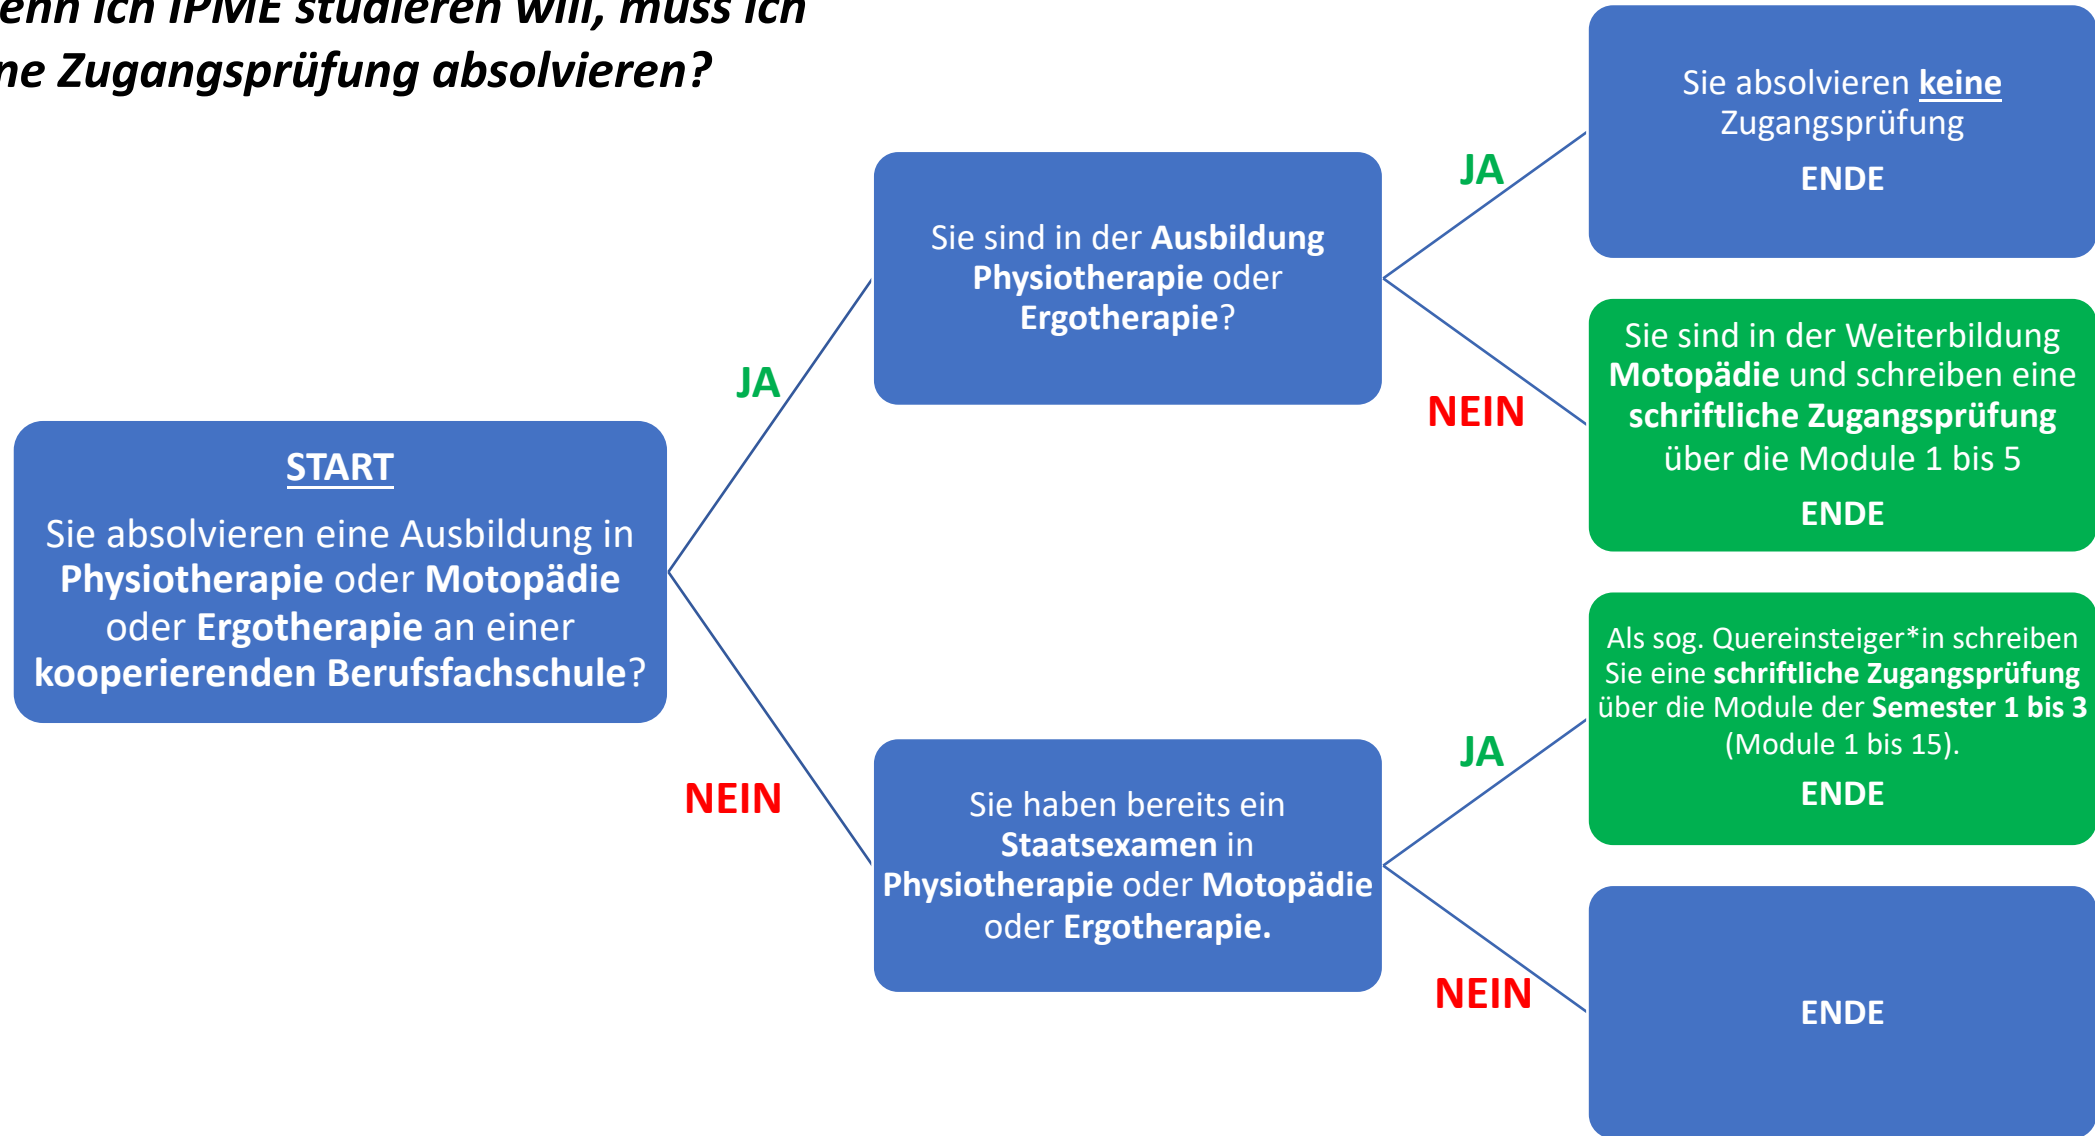 enn ich IPME studieren will, muss ich
ne Zugangsprüfung absolvieren?
START
Sie absolvieren eine Ausbildung in
Physiotherapie oder Motopädie
oder Ergotherapie an einer
kooperierenden Berufsfachschule?
JA
NEIN
Sie sind in der Ausbildung
Physiotherapie oder
Ergotherapie?
JA
NEIN
Sie absolvieren keine
Zugangsprüfung
ENDE
Sie sind in der Weiterbildung
Motopädie und schreiben eine
schriftliche Zugangsprüfung
über die Module 1 bis 5
ENDE
Sie haben bereits ein
Staatsexamen in
Physiotherapie oder Motopädie
oder Ergotherapie.
JA
NEIN
Als sog. Quereinsteiger*in schreiben
Sie eine schriftliche Zugangsprüfung
über die Module der Semester 1 bis 3
(Module 1 bis 15).
ENDE
ENDE